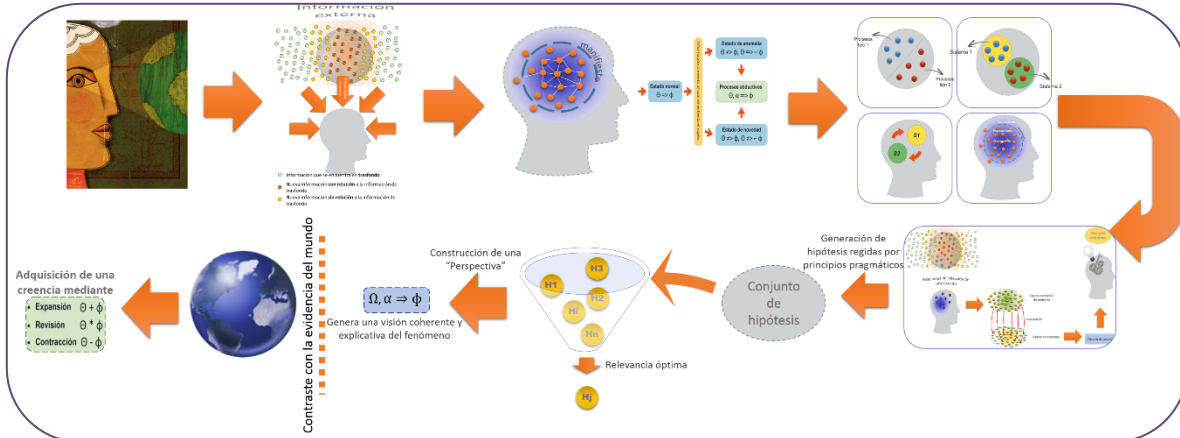 Información
externa
información que se encuentra en trasfondo
Nueva información con relación a la información de
trasfondo
Nueva información sin relación a la información de
trasfondo
manifiesta
Estado normal
Θ ⇒ ϕ
Estado de anomalía
Procesos abductivos
Θ, α ⇒ ϕ
Estado de novedad
Procesos
tipo 1
Procesos
tipo 2
Sistema 1
Sistema 2
S1
S2
Generación de
hipótesis regidas por
principios pragmáticos
Conjunto
de
hipótesis
H3
H1
H2
Hi
Hn
Relevancia óptima
Hj
Construcción de una
"Perspectiva"
Ω, α ⇒ ϕ
Genera una visión coherente y
explicativa del fenómeno
Contraste con la evidencia del mundo
Adquisición de una
creencia mediante
• Expansión Θ + ϕ
• Revisión Θ * ϕ
• Contracción Θ - ϕ